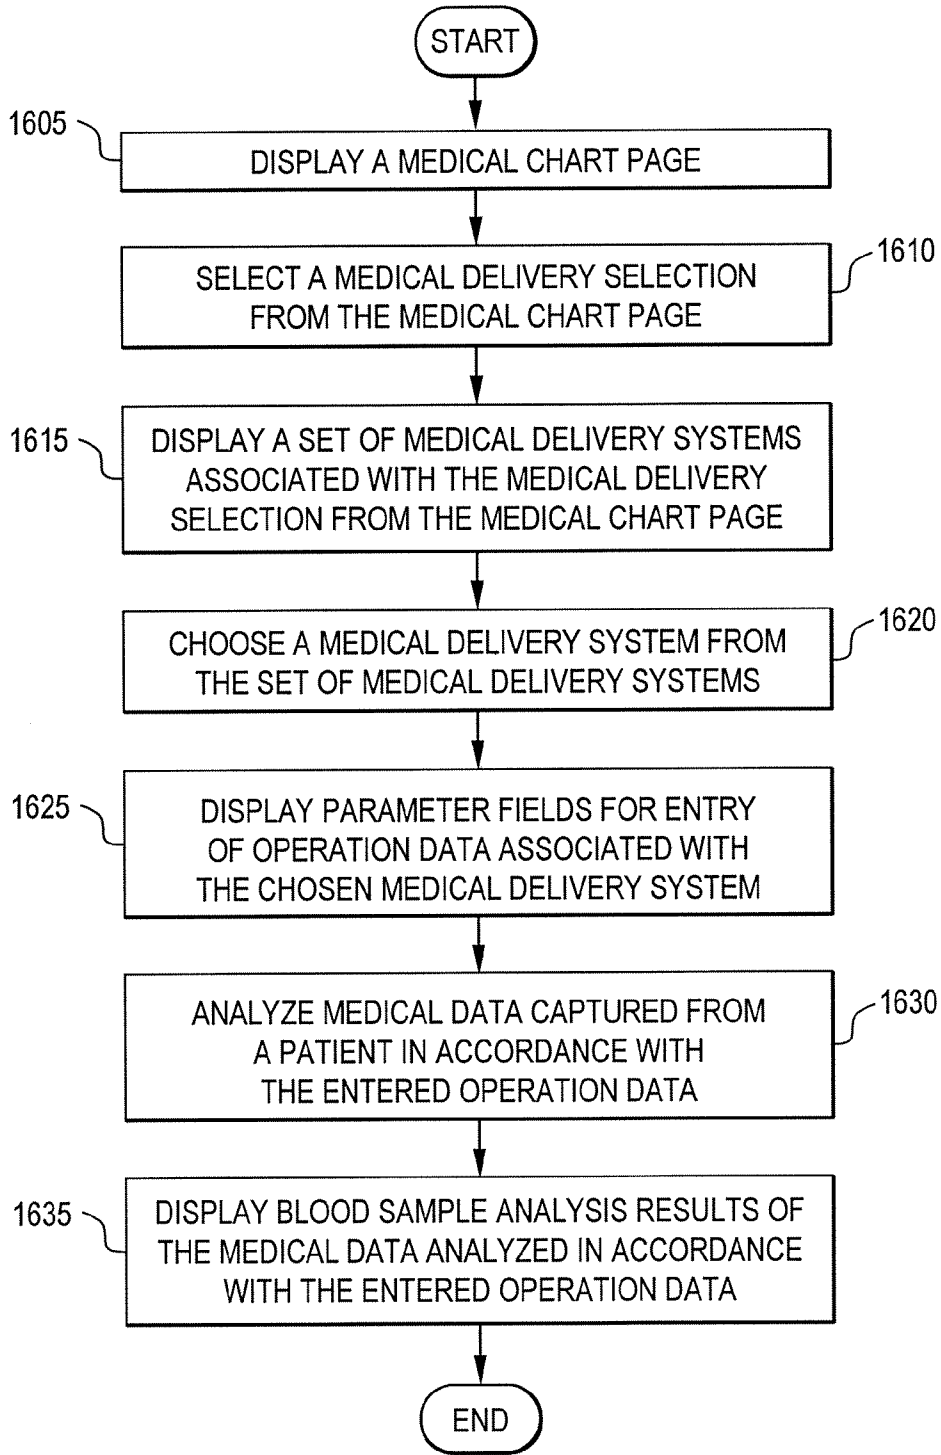 START
1605
DISPLAY A MEDICAL CHART PAGE
1610
SELECT A MEDICAL DELIVERY SELECTION
FROM THE MEDICAL CHART PAGE
1615
DISPLAY A SET OF MEDICAL DELIVERY SYSTEMS
ASSOCIATED WITH THE MEDICAL DELIVERY
SELECTION FROM THE MEDICAL CHART PAGE
1620
CHOOSE A MEDICAL DELIVERY SYSTEM FROM
THE SET OF MEDICAL DELIVERY SYSTEMS
1625
DISPLAY PARAMETER FIELDS FOR ENTRY
OF OPERATION DATA ASSOCIATED WITH
THE CHOSEN MEDICAL DELIVERY SYSTEM
1630
ANALYZE MEDICAL DATA CAPTURED FROM
A PATIENT IN ACCORDANCE WITH
THE ENTERED OPERATION DATA
1635
DISPLAY BLOOD SAMPLE ANALYSIS RESULTS OF
THE MEDICAL DATA ANALYZED IN ACCORDANCE
WITH THE ENTERED OPERATION DATA
END